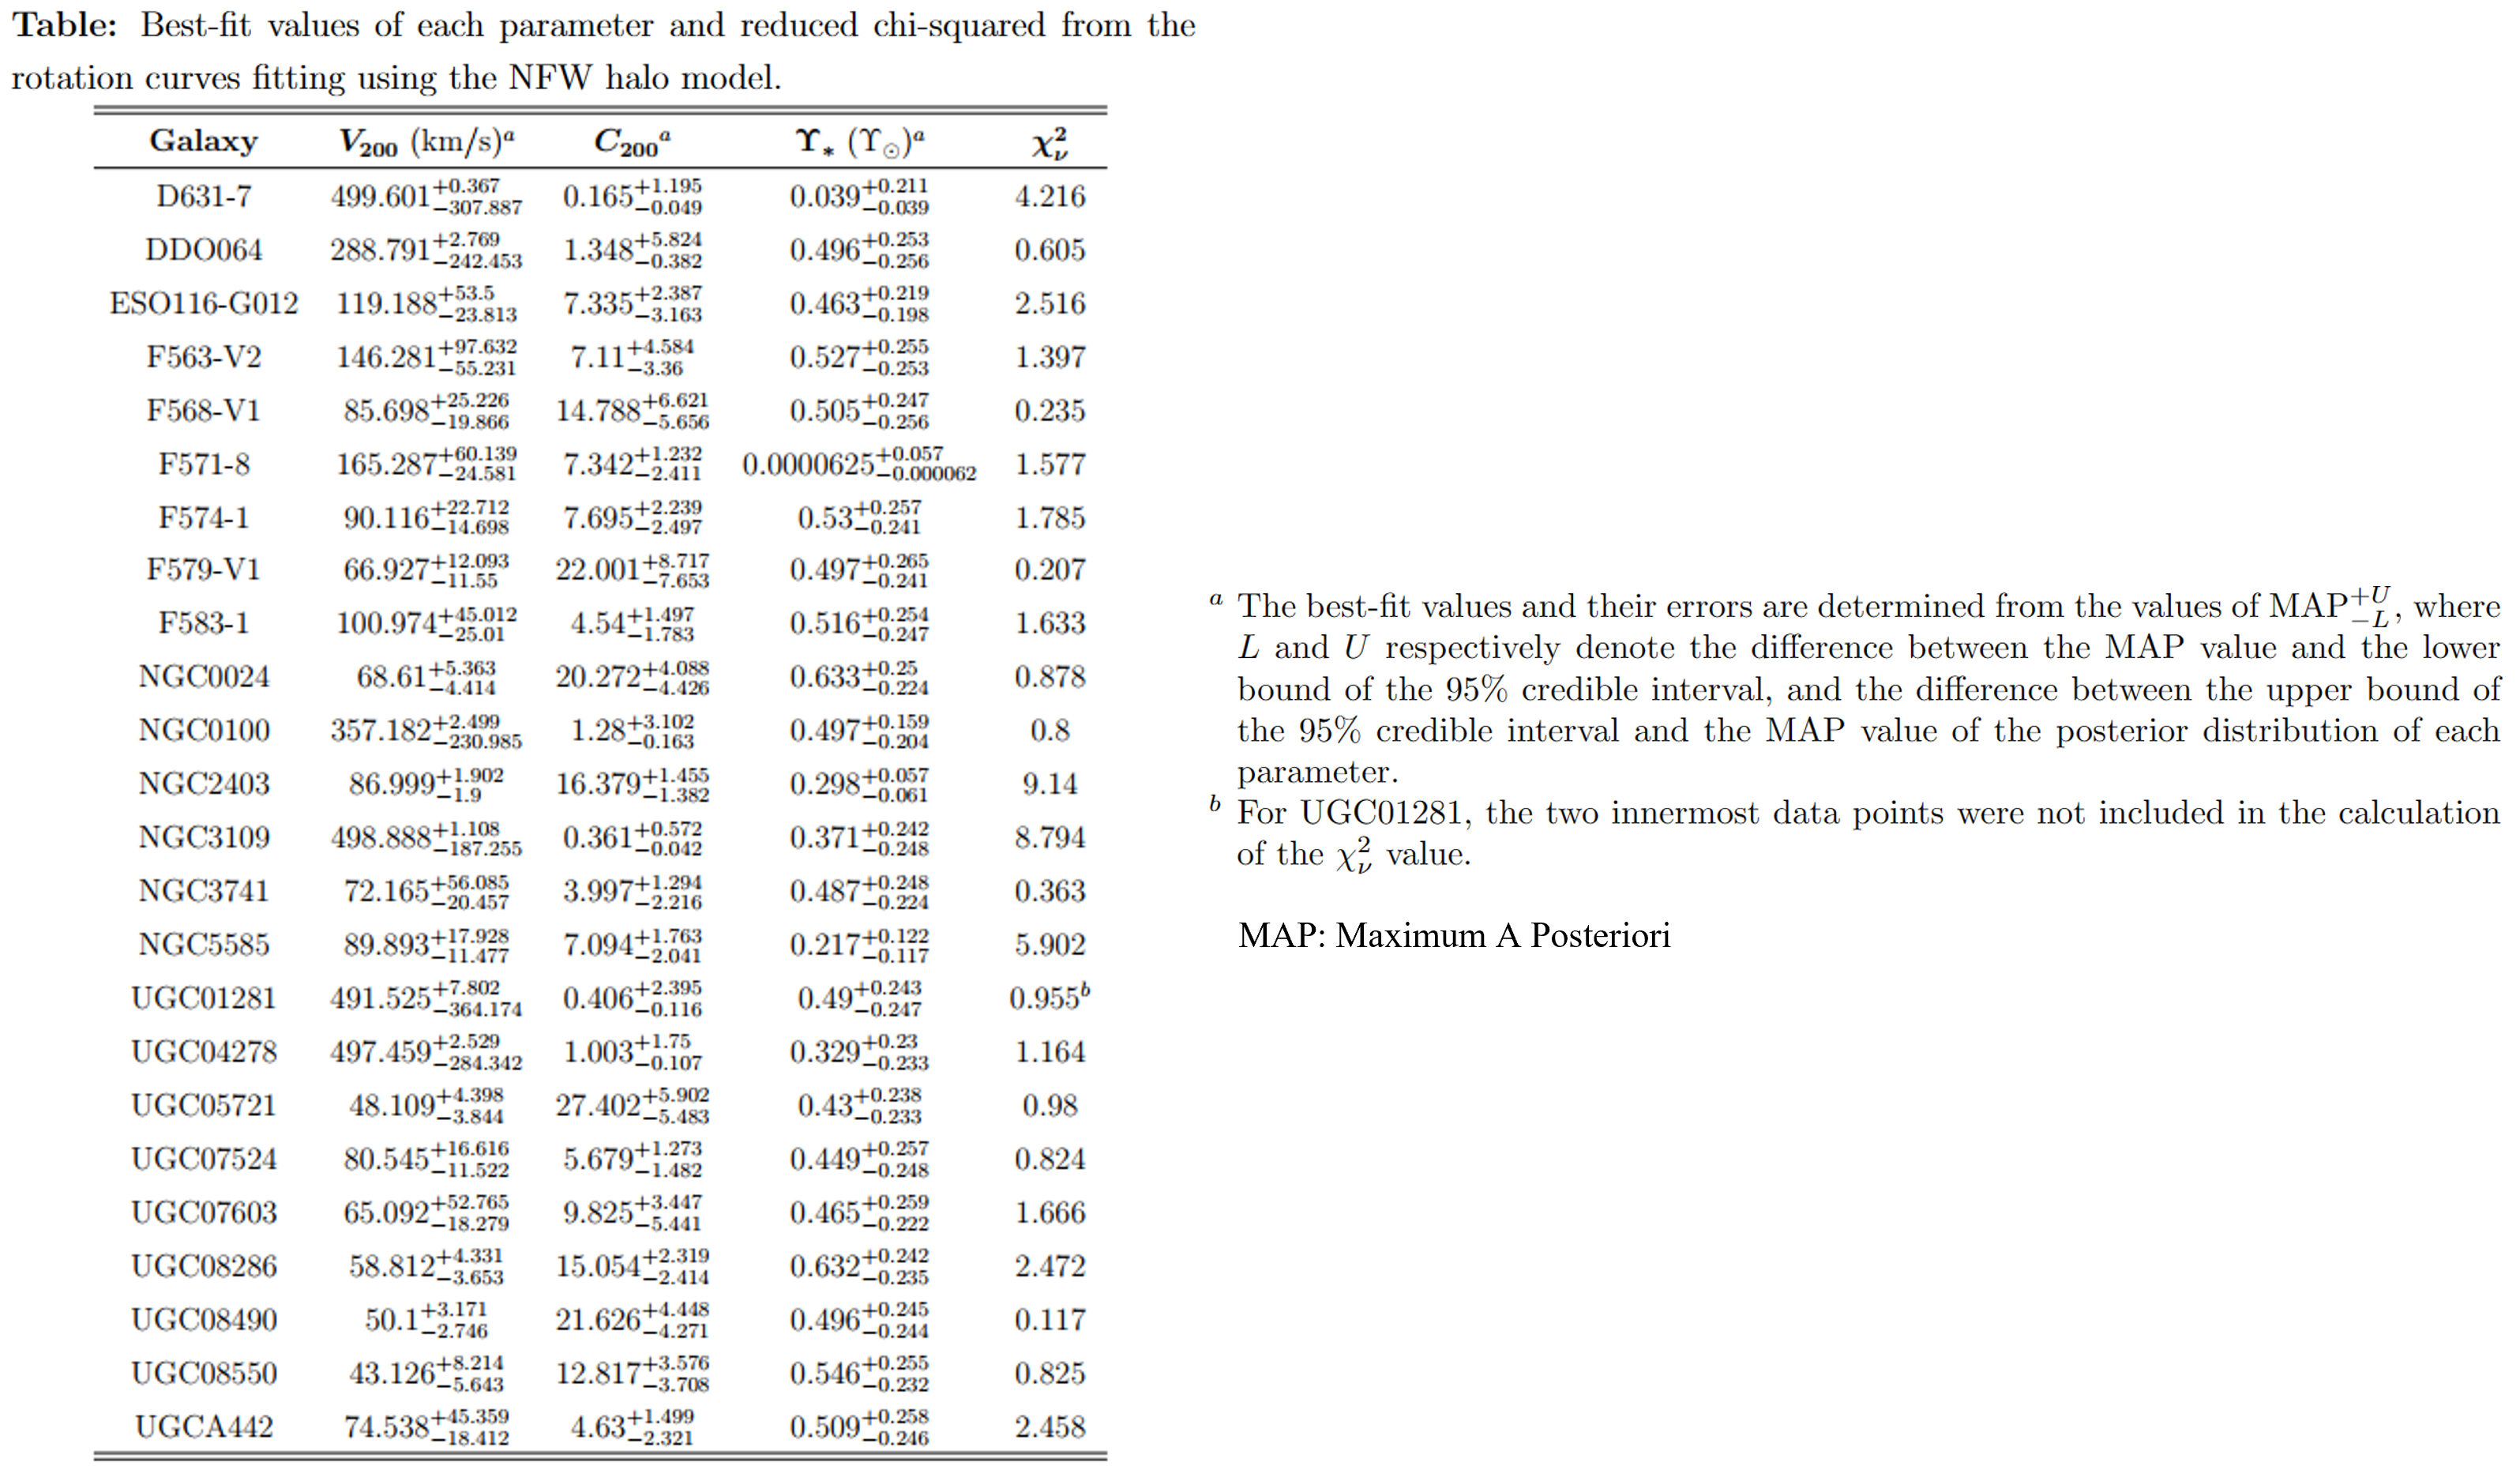 Table: Best-fit values of each parameter and reduced chi-squared from the
rotation curves fitting using the NFW halo model.
Galaxy V₂₀₀ (km/s)ᵃ C₂₀₀ᵃ ϒ* (ϒ⊙)ᵃ χ²ᵥ
D631-7 499.601+0.367−307.887 0.165+1.195−0.049 0.039+0.211−0.039 4.216
DDO064 288.791+2.769−242.453 1.348+5.824−0.382 0.496+0.253−0.256 0.605
ESO116-G012 119.188+53.5−23.813 7.335+2.387−3.163 0.463+0.219−0.198 2.516
F563-V2 146.281+97.632−55.231 7.11+4.584−3.36 0.527+0.255−0.253 1.397
F568-V1 85.698+25.226−19.866 14.788+6.621−5.656 0.505+0.247−0.256 0.235
F571-8 165.287+60.139−24.581 7.342+1.232−2.411 0.0000625+0.057−0.000062 1.577
F574-1 90.116+22.712−14.698 7.695+2.239−2.497 0.53+0.257−0.241 1.785
F579-V1 66.927+12.093−11.55 22.001+8.717−7.653 0.497+0.265−0.241 0.207
F583-1 100.974+45.012−25.01 4.54+1.497−1.783 0.516+0.254−0.247 1.633
NGC0024 68.61+5.363−4.414 20.272+4.088−4.426 0.633+0.25−0.224 0.878
NGC0100 357.182+2.499−230.985 1.28+3.102−0.163 0.497+0.159−0.204 0.8
NGC2403 86.999+1.902−1.9 16.379+1.455−1.382 0.298+0.057−0.061 9.14
NGC3109 498.888+1.108−187.255 0.361+0.572−0.042 0.371+0.242−0.248 8.794
NGC3741 72.165+56.085−20.457 3.997+1.294−2.216 0.487+0.248−0.224 0.363
NGC5585 89.893+17.928−11.477 7.094+1.763−2.041 0.217+0.122−0.117 5.902
UGC01281 491.525+7.802−364.174 0.406+2.395−0.116 0.49+0.243−0.247 0.955ᵇ
UGC04278 497.459+2.529−284.342 1.003+1.75−0.107 0.329+0.23−0.233 1.164
UGC05721 48.109+4.398−3.844 27.402+5.902−5.483 0.43+0.238−0.233 0.98
UGC07524 80.545+16.616−11.522 5.679+1.273−1.482 0.449+0.257−0.248 0.824
UGC07603 65.092+52.765−18.279 9.825+3.447−5.441 0.465+0.259−0.222 1.666
UGC08286 58.812+4.331−3.653 15.054+2.319−2.414 0.632+0.242−0.235 2.472
UGC08490 50.1+3.171−2.746 21.626+4.448−4.271 0.496+0.245−0.244 0.117
UGC08550 43.126+8.214−5.643 12.817+3.576−3.708 0.546+0.255−0.232 0.825
UGCA442 74.538+45.359−18.412 4.63+1.499−2.321 0.509+0.258−0.246 2.458
ᵃ The best-fit values and their errors are determined from the values of MAP+U−L, where
L and U respectively denote the difference between the MAP value and the lower
bound of the 95% credible interval, and the difference between the upper bound of
the 95% credible interval and the MAP value of the posterior distribution of each
parameter.
ᵇ For UGC01281, the two innermost data points were not included in the calculation
of the χ²ᵥ value.
MAP: Maximum A Posteriori